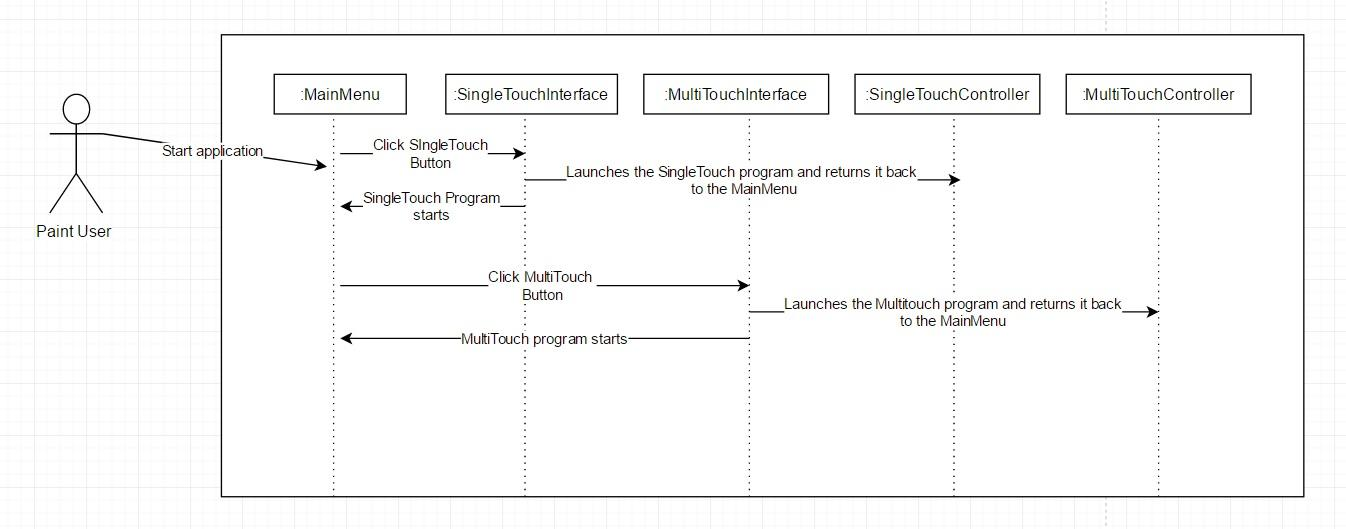 :MainMenu
:SingleTouchInterface
:MultiTouchInterface
:SingleTouchController
:MultiTouchController
Start application
Paint User
Click SIngleTouch
Button
Launches the SingleTouch program and returns it back
to the MainMenu
SingleTouch Program
starts
Click MultiTouch
Button
Launches the Multitouch program and returns it back
to the MainMenu
MultiTouch program starts